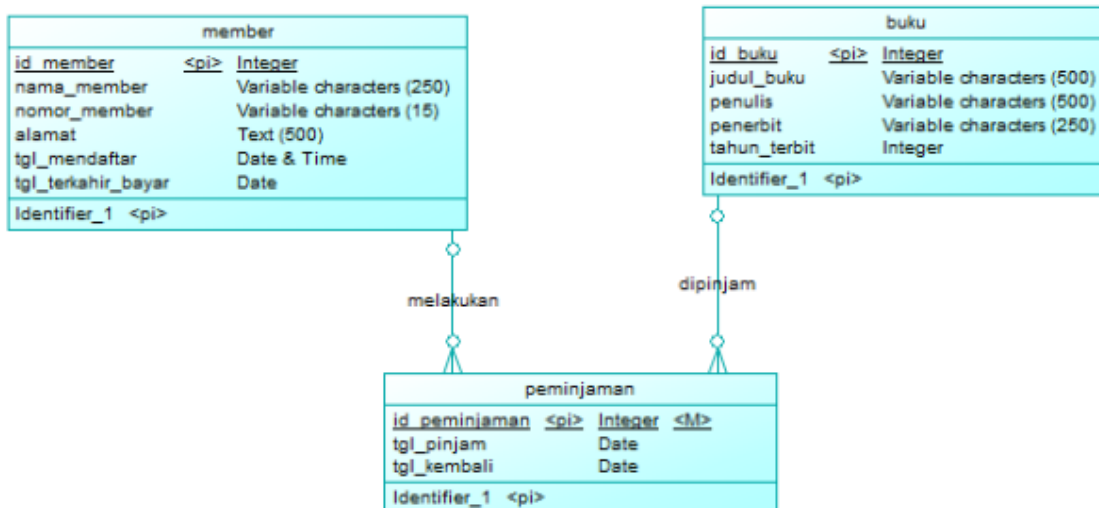 member
id_member <pi> Integer
nama_member Variable characters (250)
nomor_member Variable characters (15)
alamat Text (500)
tgl_mendaftar Date & Time
tgl_terkahir_bayar Date
Identifier_1 <pi>
buku
id_buku <pi> Integer
judul_buku Variable characters (500)
penulis Variable characters (500)
penerbit Variable characters (250)
tahun_terbit Integer
Identifier_1 <pi>
melakukan
dipinjam
peminjaman
id_peminjaman <pi> Integer <M>
tgl_pinjam Date
tgl_kembali Date
Identifier_1 <pi>